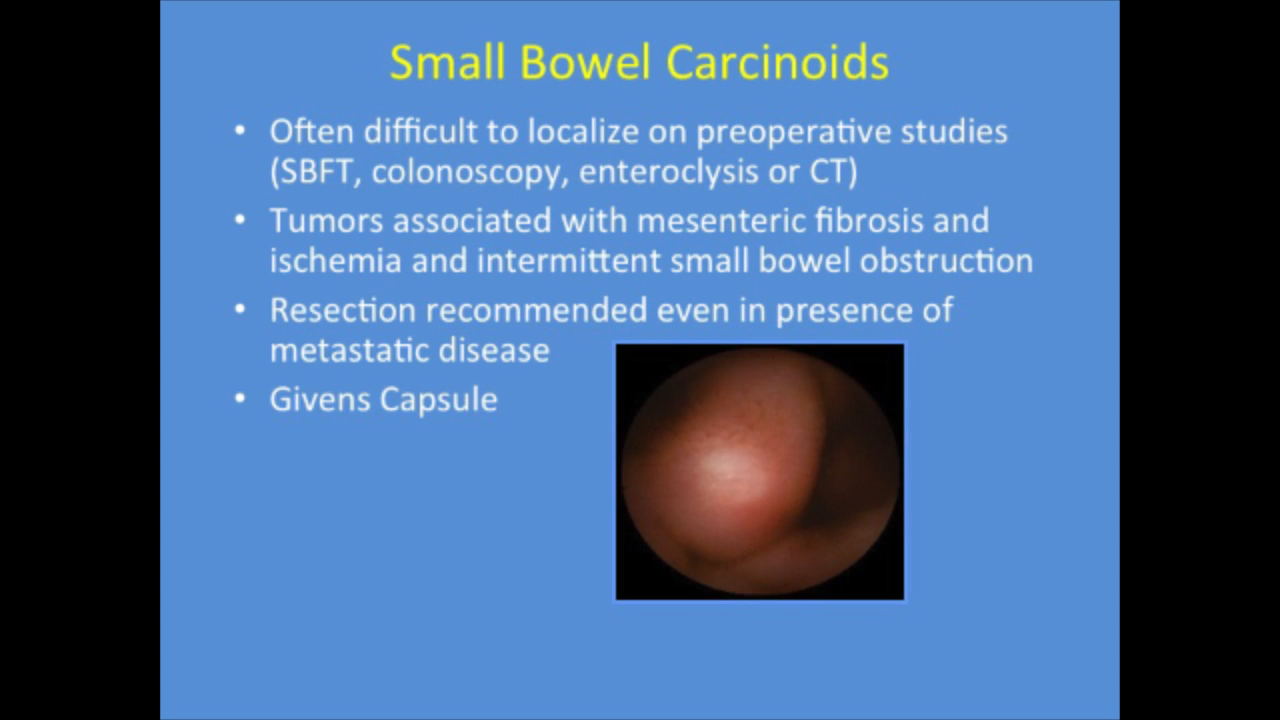 Small Bowel Carcinoids
• Often difficult to localize on preoperative studies
(SBFT, colonoscopy, enteroclysis or CT)
• Tumors associated with mesenteric fibrosis and
ischemia and intermittent small bowel obstruction
• Resection recommended even in presence of
metastatic disease
• Givens Capsule